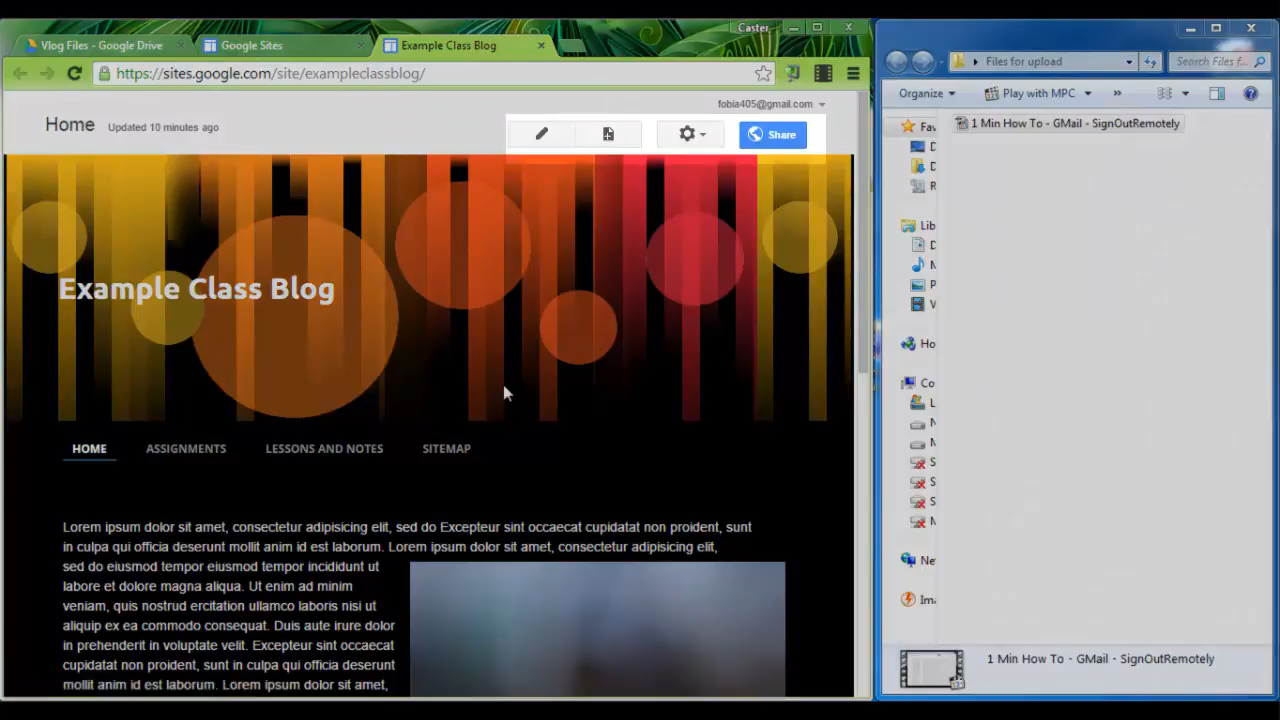 Caster
Vlog Files - Google Drive
Google Sites
Example Class Blog
https://sites.google.com/site/exampleclassblog/
fobia405@gmail.com
Home
Updated 10 minutes ago
Share
Example Class Blog
HOME
ASSIGNMENTS
LESSONS AND NOTES
SITEMAP
Lorem ipsum dolor sit amet, consectetur adipisicing elit, sed do Excepteur sint occaecat cupidatat non proident, sunt
in culpa qui officia deserunt mollit anim id est laborum. Lorem ipsum dolor sit amet, consectetur adipisicing elit,
sed do eiusmod tempor eiusmod tempor incididunt ut
labore et dolore magna aliqua. Ut enim ad minim
veniam, quis nostrud ercitation ullamco laboris nisi ut
aliquip ex ea commodo consequat. Duis aute irure dolor
in prehenderit in voluptate velit. Excepteur sint occaecat
cupidatat non proident, sunt in culpa qui officia deserunt
mollit anim id est laborum. Lorem ipsum dolor sit amet,
Files for upload
Search Files f...
Organize
Play with MPC
»
Fav
D
D
R
Lib
D
M
P
V
Ho
Co
L
N
M
S
S
S
M
Ne
Ima
1 Min How To - GMail - SignOutRemotely
1 Min How To - GMail - SignOutRemotely